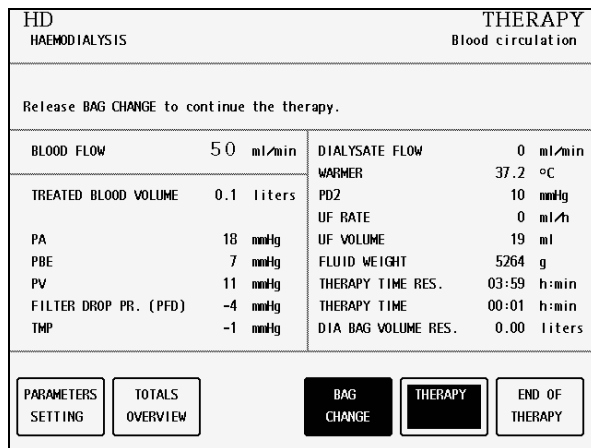 HD THERAPY
HAEMODIALYSIS Blood circulation
Release BAG CHANGE to continue the therapy.
BLOOD FLOW 50 ml/min
TREATED BLOOD VOLUME 0.1 liters
PA 18 mmHg
PBE 7 mmHg
PV 11 mmHg
FILTER DROP PR. (PFD) -4 mmHg
TMP -1 mmHg
DIALYSATE FLOW 0 ml/min
WARMER 37.2 ºC
PD2 10 mmHg
UF RATE 0 ml/h
UF VOLUME 19 ml
FLUID WEIGHT 5264 g
THERAPY TIME RES. 03:59 h:min
THERAPY TIME 00:01 h:min
DIA BAG VOLUME RES. 0.00 liters
PARAMETERS
SETTING
TOTALS
OVERVIEW
BAG
CHANGE
THERAPY
END OF
THERAPY